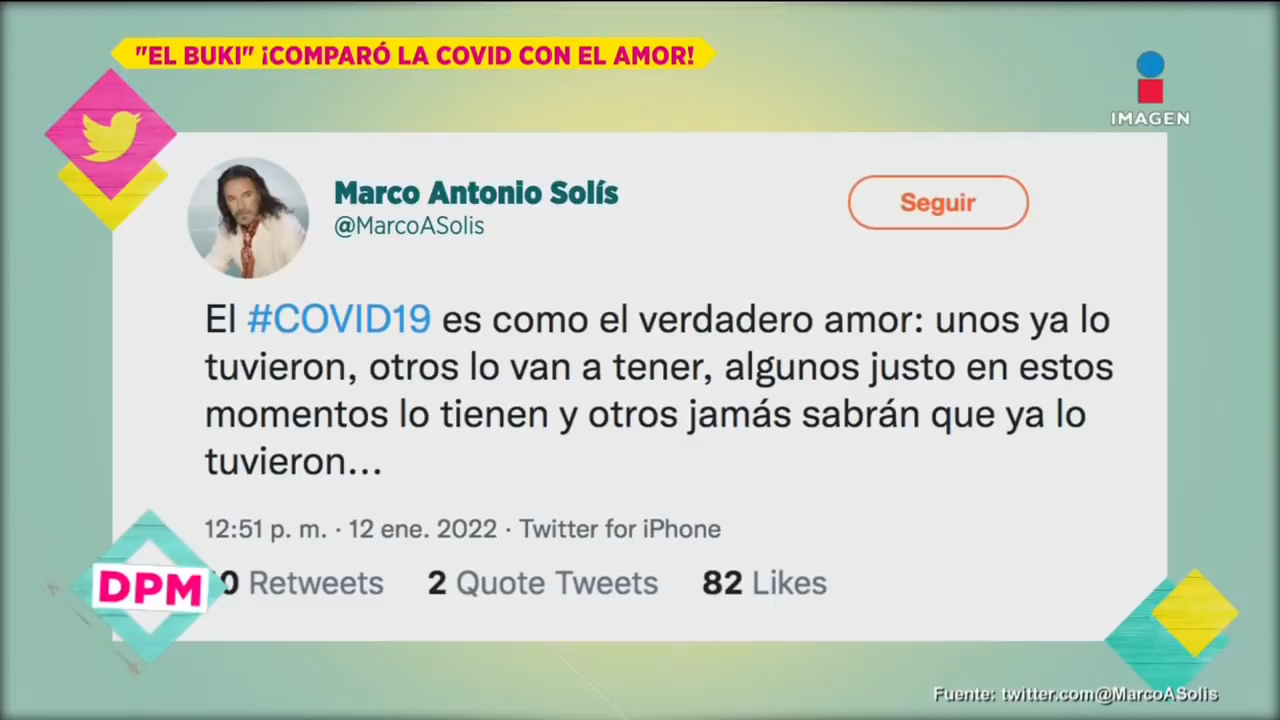 "EL BUKI" ¡COMPARÓ LA COVID CON EL AMOR!
IMAGEN
Marco Antonio Solís
@MarcoASolis
Seguir
El #COVID19 es como el verdadero amor: unos ya lo
tuvieron, otros lo van a tener, algunos justo en estos
momentos lo tienen y otros jamás sabrán que ya lo
tuvieron...
12:51 p. m. · 12 ene. 2022 · Twitter for iPhone
Retweets 2 Quote Tweets 82 Likes
DPM
Fuente: twitter.com@MarcoASolis